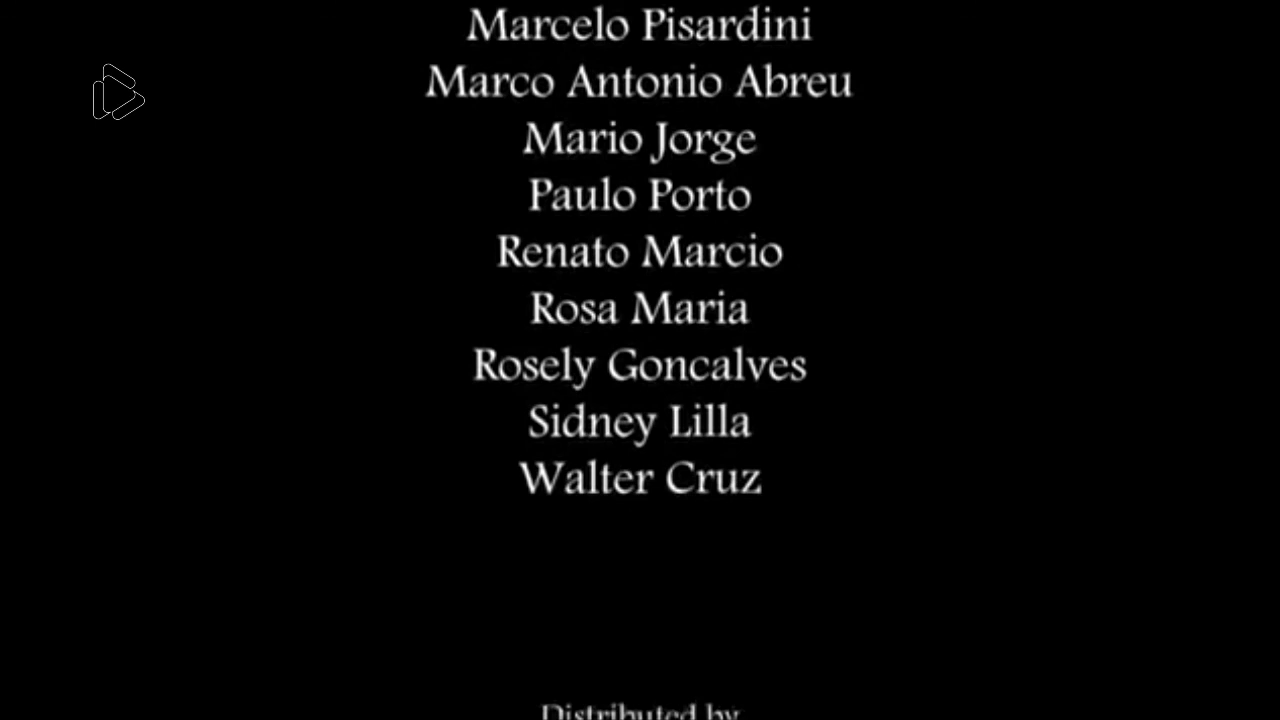 Marcelo Pisardini
Marco Antonio Abreu
Mario Jorge
Paulo Porto
Renato Marcio
Rosa Maria
Rosely Goncalves
Sidney Lilla
Walter Cruz
Distributed by